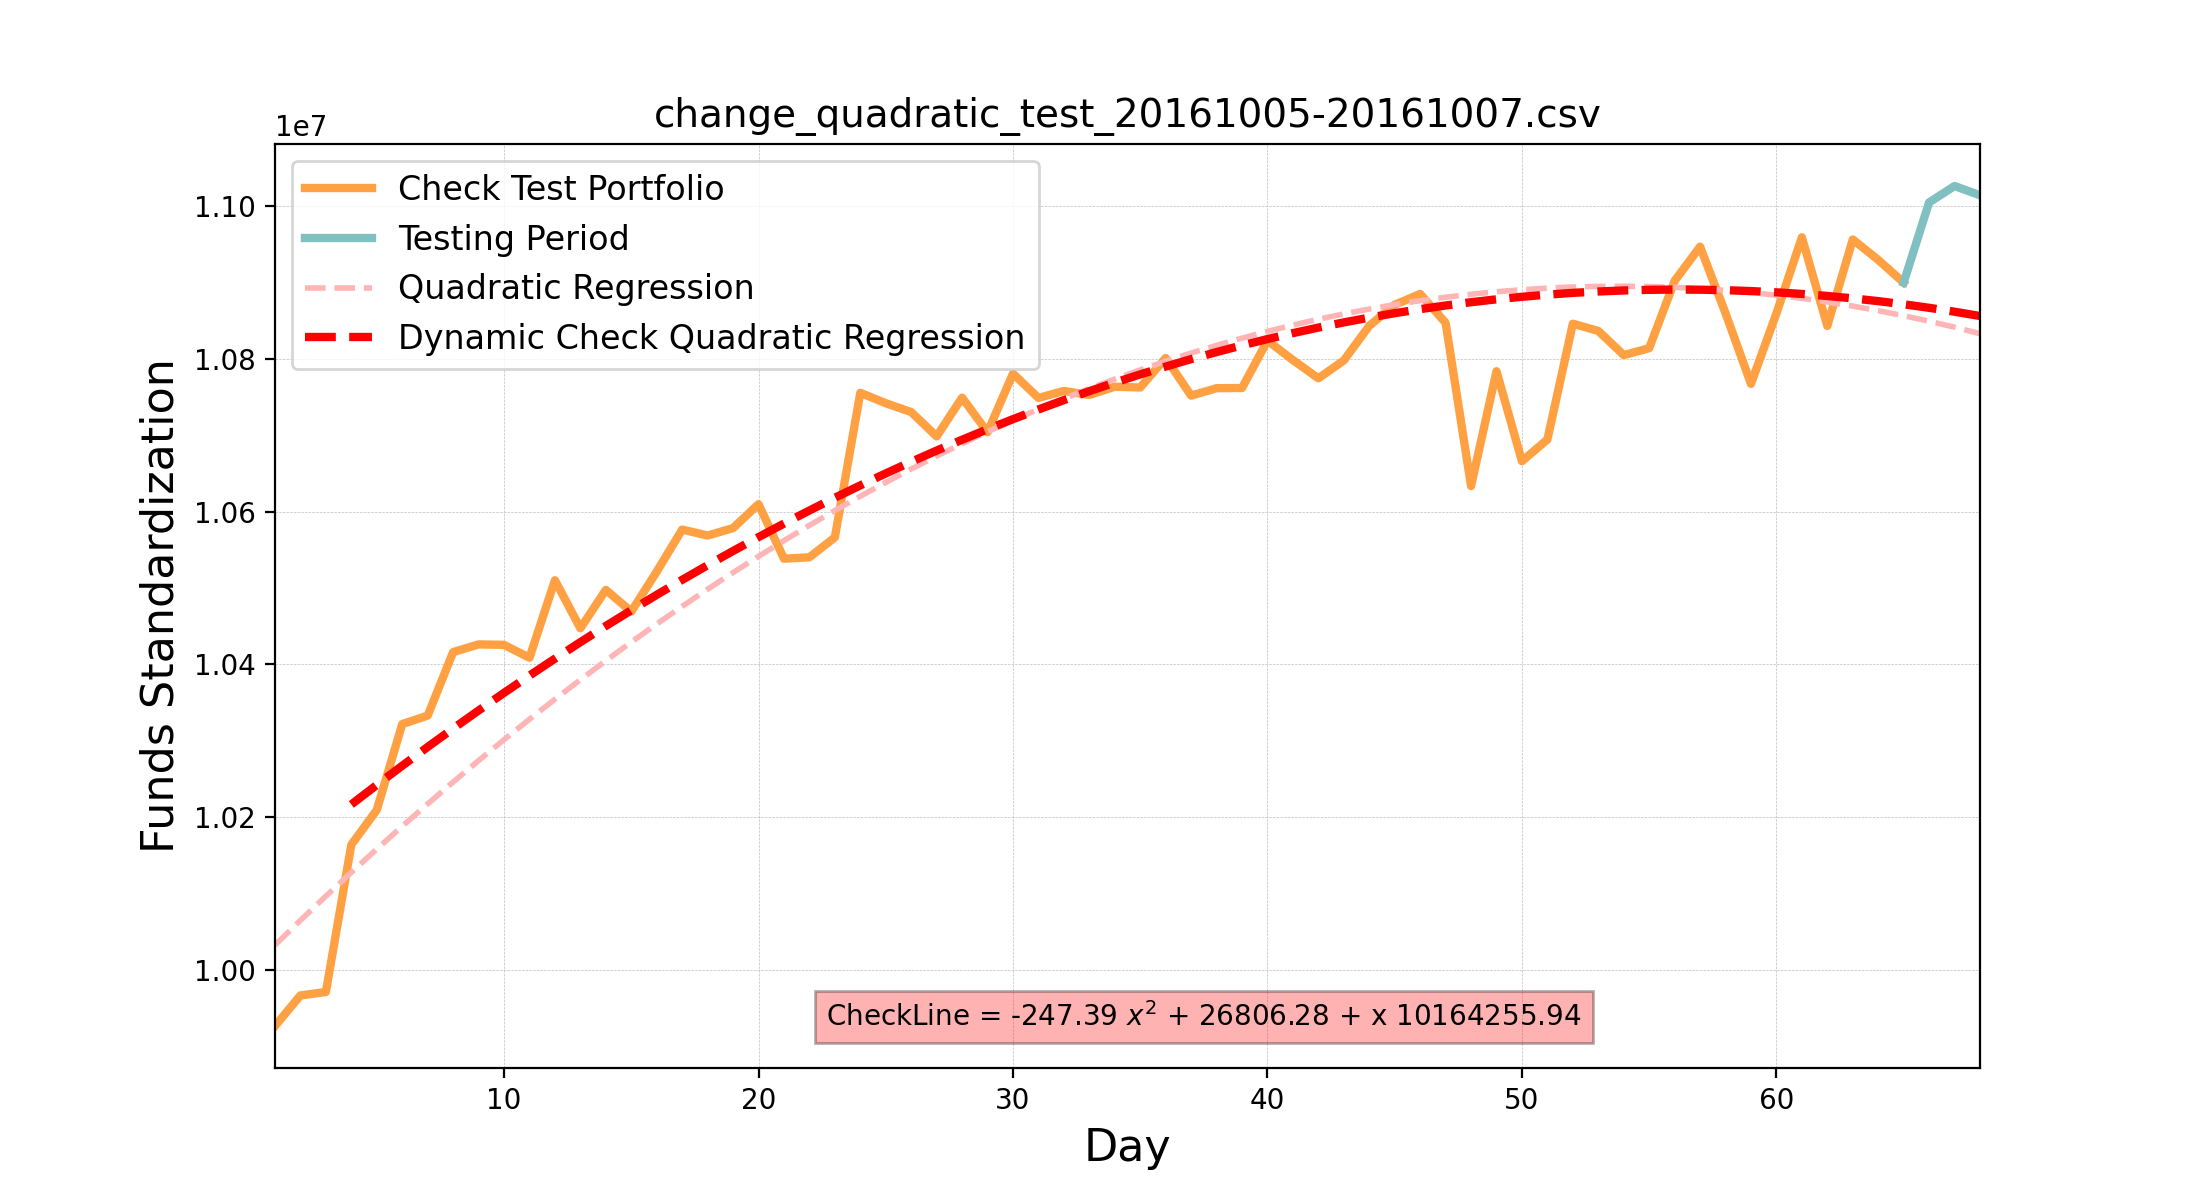 change_quadratic_test_20161005-20161007.csv
1e7
Check Test Portfolio
Testing Period
Quadratic Regression
Dynamic Check Quadratic Regression
1.10
1.08
1.06
1.04
1.02
1.00
Funds Standardization
CheckLine = -247.39 x² + 26806.28 + x 10164255.94
10 20 30 40 50 60
Day